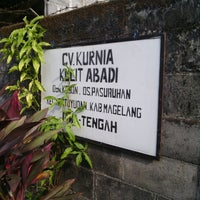 CV.KURNIA
KULIT ABADI
DS.PASURUHAN
KAB.MAGELANG
TENGAH